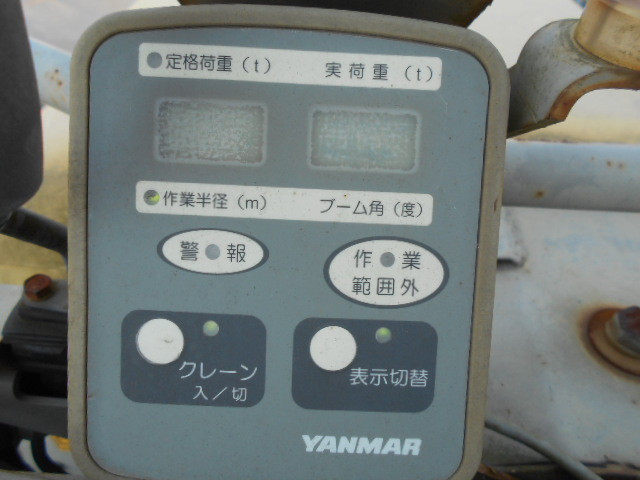 定格荷重(t) 実荷重(t)
作業半径(m) ブーム角(度)
警報
作業
範囲外
クレーン
入/切
表示切替
YANMAR